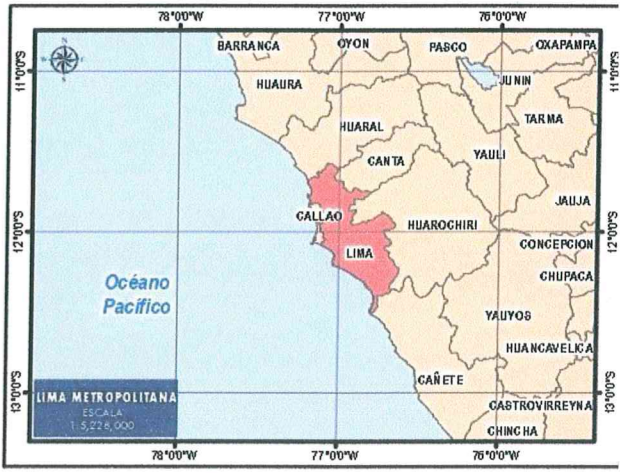 78°0'0"W
77°0'0"W
76°0'0"W
BARRANCA
OYON
PASCO
OXAPAMPA
11°0'0"S
11°0'0"S
HUAURA
JUNIN
HUARAL
TARMA
CANTA
YAULI
JAUJA
CALLAO
HUAROCHIRI
12°0'0"S
12°0'0"S
LIMA
CONCEPCION
CHUPACA
Océano
Pacífico
YAUYOS
HUANCAVELICA
CAÑETE
LIMA METROPOLITANA
ESCALA
1:5,226,000
13°0'0"S
13°0'0"S
CASTROVIRREYNA
CHINCHA
78°0'0"W
77°0'0"W
76°0'0"W